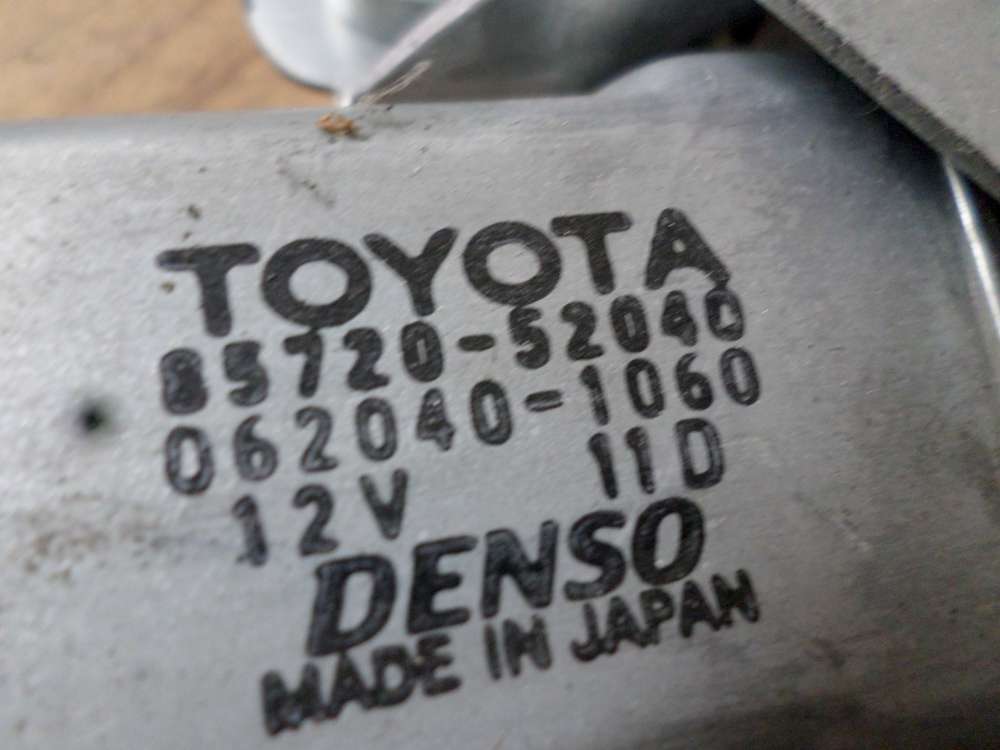 TOYOTA
85720-52040
062040-1060
12V 11D
DENSO
MADE IN JAPAN